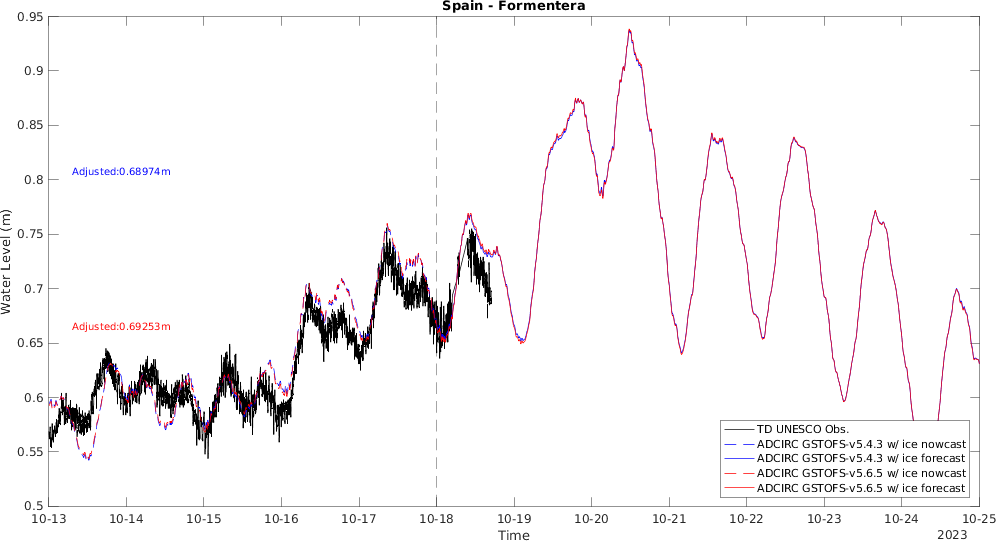 Spain - Formentera
0.95
0.9
0.85
0.8
0.75
0.7
0.65
0.6
0.55
0.5
Water Level (m)
Adjusted:0.68974m
Adjusted:0.69253m
TD UNESCO Obs.
ADCIRC GSTOFS-v5.4.3 w/ ice nowcast
ADCIRC GSTOFS-v5.4.3 w/ ice forecast
ADCIRC GSTOFS-v5.6.5 w/ ice nowcast
ADCIRC GSTOFS-v5.6.5 w/ ice forecast
10-13 10-14 10-15 10-16 10-17 10-18 10-19 10-20 10-21 10-22 10-23 10-24 10-25
Time
2023